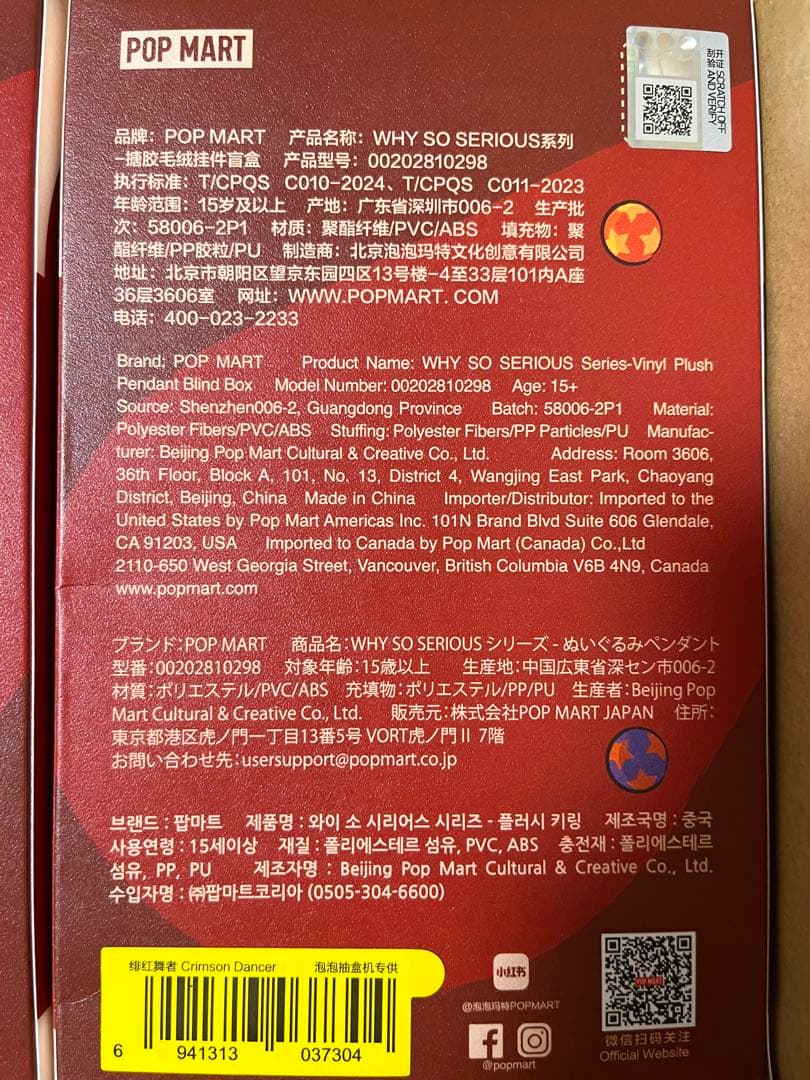 POP MART
开证 SCRATCH OFF
刮验 AND VERIFY
品牌：POP MART 产品名称：WHY SO SERIOUS系列
-搪胶毛绒挂件盲盒 产品型号：00202810298
执行标准：T/CPQS C010-2024、T/CPQS C011-2023
年龄范围：15岁及以上 产地：广东省深圳市006-2 生产批
次：58006-2P1 材质：聚酯纤维/PVC/ABS 填充物：聚
酯纤维/PP胶粒/PU 制造商：北京泡泡玛特文化创意有限公司
地址：北京市朝阳区望京东园四区13号楼-4至33层101内A座
36层3606室 网址：WWW.POPMART.COM
电话：400-023-2233
Brand: POP MART Product Name: WHY SO SERIOUS Series-Vinyl Plush
Pendant Blind Box Model Number: 00202810298 Age: 15+
Source: Shenzhen006-2, Guangdong Province Batch: 58006-2P1 Material:
Polyester Fibers/PVC/ABS Stuffing: Polyester Fibers/PP Particles/PU Manufac-
turer: Beijing Pop Mart Cultural & Creative Co., Ltd. Address: Room 3606,
36th Floor, Block A, 101, No. 13, District 4, Wangjing East Park, Chaoyang
District, Beijing, China Made in China Importer/Distributor: Imported to the
United States by Pop Mart Americas Inc. 101N Brand Blvd Suite 606 Glendale,
CA 91203, USA Imported to Canada by Pop Mart (Canada) Co.,Ltd
2110-650 West Georgia Street, Vancouver, British Columbia V6B 4N9, Canada
www.popmart.com
ブランド：POP MART 商品名：WHY SO SERIOUS シリーズ - ぬいぐるみペンダント
型番：00202810298 対象年齢：15歳以上 生産地：中国広東省深セン市006-2
材質：ポリエステル/PVC/ABS 充填物：ポリエステル/PP/PU 生産者：Beijing Pop
Mart Cultural & Creative Co., Ltd. 販売元：株式会社POP MART JAPAN 住所：
東京都港区虎ノ門一丁目13番5号 VORT虎ノ門Ⅱ 7階
お問い合わせ先：usersupport@popmart.co.jp
브랜드 : 팝마트 제품명 : 와이 소 시리어스 시리즈 - 플러시 키링 제조국명 : 중국
사용연령 : 15세이상 재질 : 폴리에스테르 섬유, PVC, ABS 충전재 : 폴리에스테르
섬유, PP, PU 제조자명 : Beijing Pop Mart Cultural & Creative Co., Ltd.
수입자명 : ㈜팝마트코리아 (0505-304-6600)
绯红舞者 Crimson Dancer 泡泡抽盒机专供
6 941313 037304
小红书
@泡泡玛特POPMART
@popmart
POP MART
微信扫码关注
Official Website